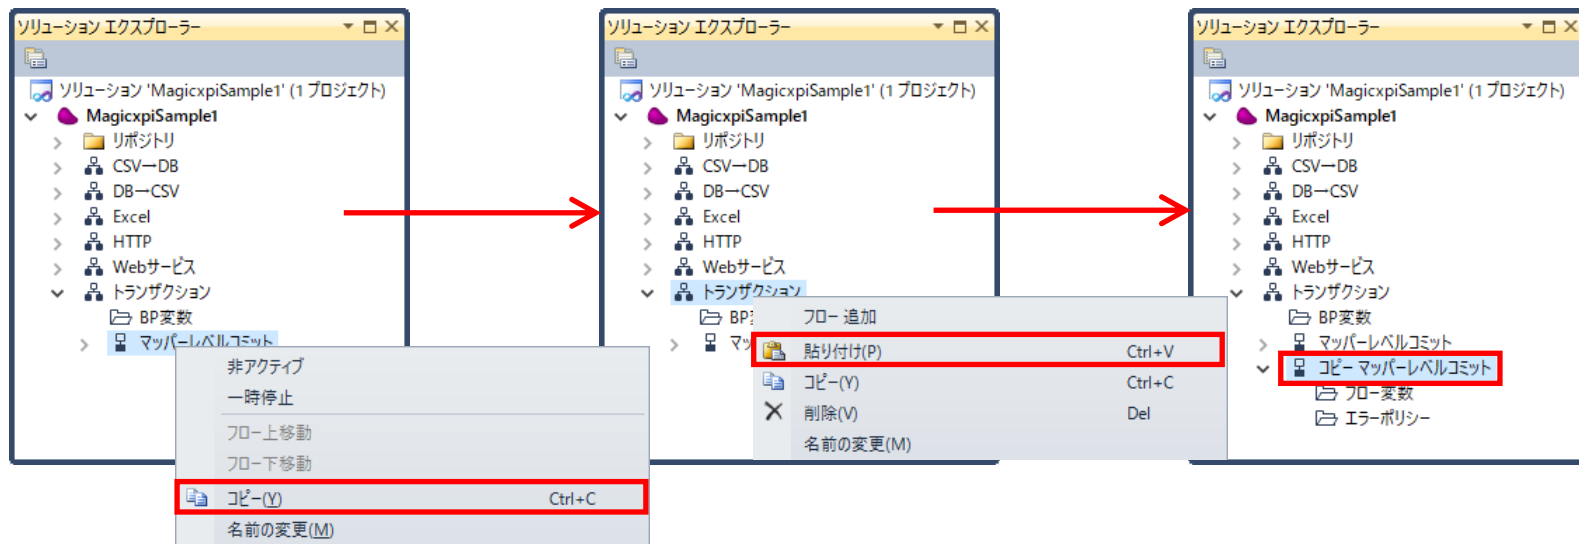 ソリューション エクスプローラー
ソリューション 'MagicxpiSample1' (1 プロジェクト)
MagicxpiSample1
リポジトリ
CSV→DB
DB→CSV
Excel
HTTP
Webサービス
トランザクション
BP変数
マッパーレベルコミット
非アクティブ
一時停止
フロー上移動
フロー下移動
コピー(Y) Ctrl+C
名前の変更(M)
ソリューション エクスプローラー
ソリューション 'MagicxpiSample1' (1 プロジェクト)
MagicxpiSample1
リポジトリ
CSV→DB
DB→CSV
Excel
HTTP
Webサービス
トランザクション
BP
マッ
フロー 追加
貼り付け(P) Ctrl+V
コピー(Y) Ctrl+C
削除(V) Del
名前の変更(M)
ソリューション エクスプローラー
ソリューション 'MagicxpiSample1' (1 プロジェクト)
MagicxpiSample1
リポジトリ
CSV→DB
DB→CSV
Excel
HTTP
Webサービス
トランザクション
BP変数
マッパーレベルコミット
コピー マッパーレベルコミット
フロー変数
エラーポリシー